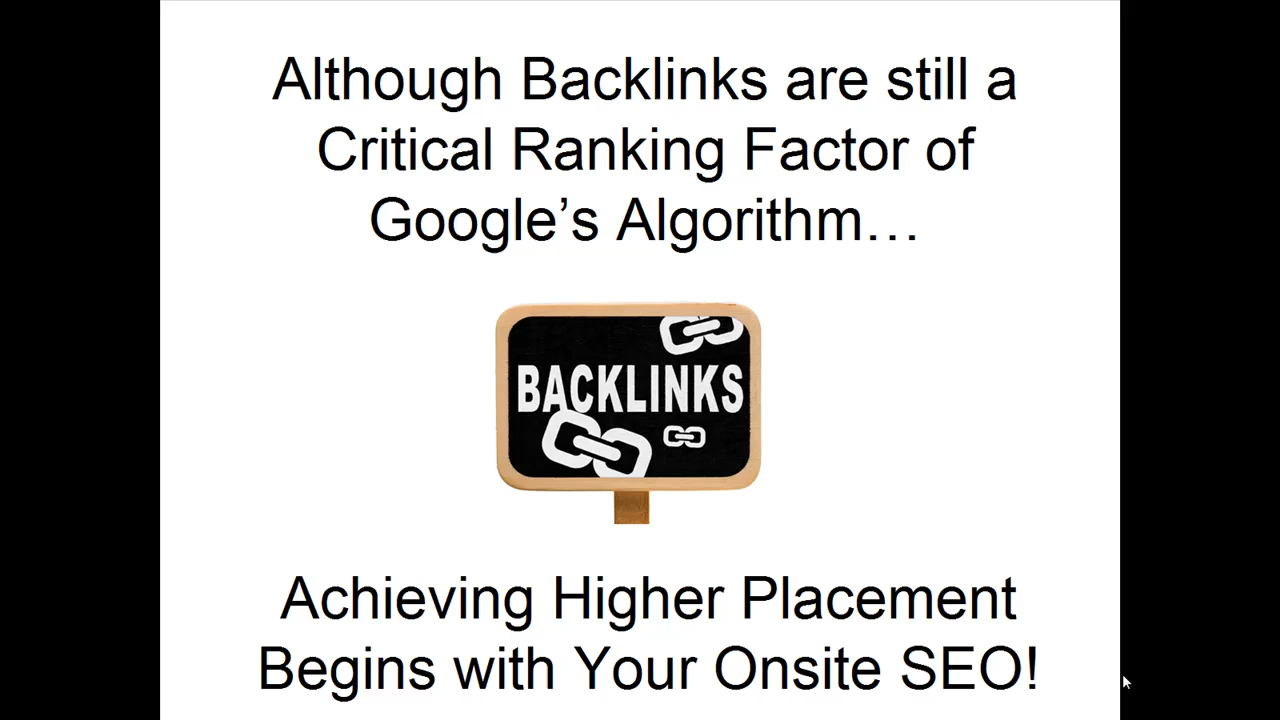 Although Backlinks are still a
Critical Ranking Factor of
Google’s Algorithm…
BACKLINKS
Achieving Higher Placement
Begins with Your Onsite SEO!